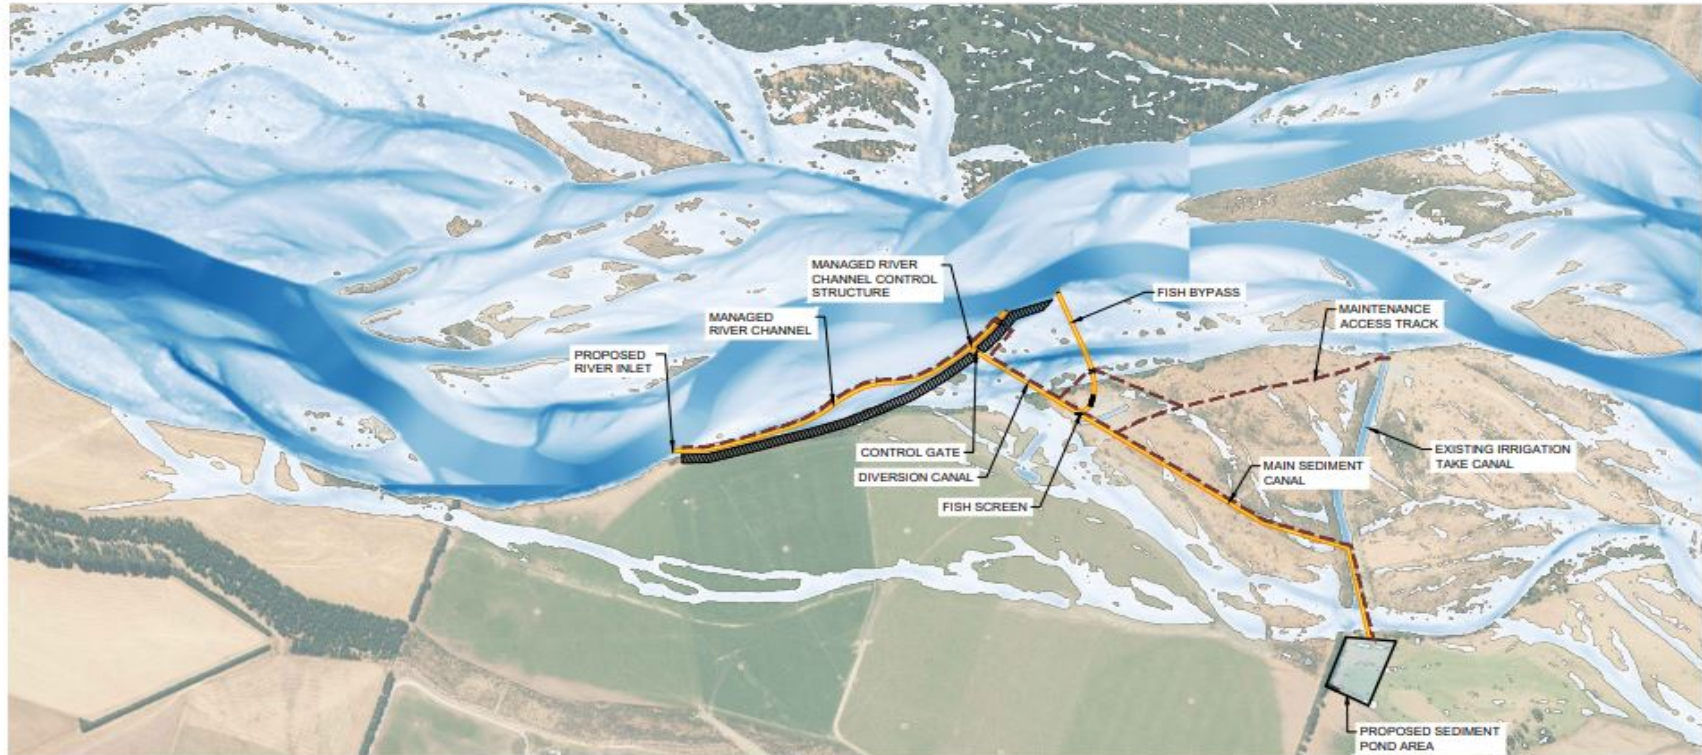 MANAGED RIVER
CHANNEL CONTROL
STRUCTURE
FISH BYPASS
MANAGED
RIVER CHANNEL
MAINTENANCE
ACCESS TRACK
PROPOSED
RIVER INLET
CONTROL GATE
DIVERSION CANAL
FISH SCREEN
MAIN SEDIMENT
CANAL
EXISTING IRRIGATION
TAKE CANAL
PROPOSED SEDIMENT
POND AREA